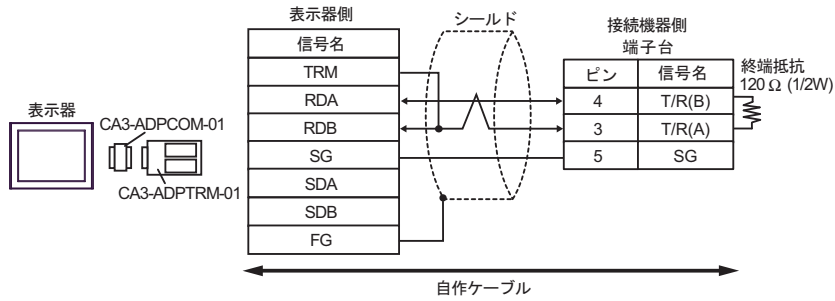 表示器
CA3-ADPCOM-01
CA3-ADPTRM-01
表示器側
信号名
TRM
RDA
RDB
SG
SDA
SDB
FG
シールド
接続機器側
端子台
ピン 信号名
4 T/R(B)
3 T/R(A)
5 SG
終端抵抗
120 Ω (1/2W)
自作ケーブル